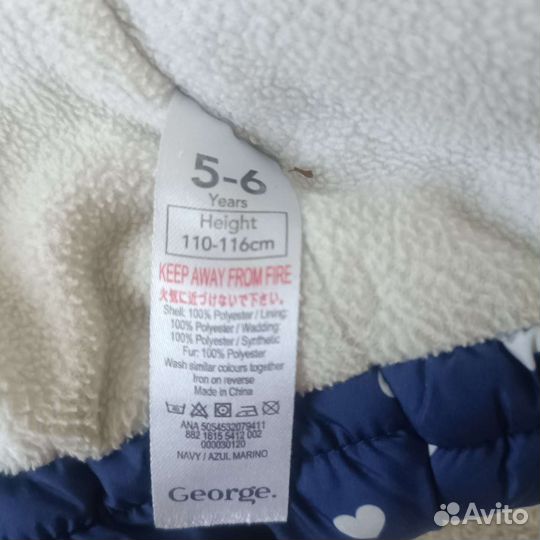 5-6
Years
Height
110-116cm
KEEP AWAY FROM FIRE
火気に近づけないで下さい。
Shell: 100% Polyester / Lining:
100% Polyester / Wadding:
100% Polyester / Synthetic
Fur: 100% Polyester
Wash similar colours together
Iron on reverse
Made in China
ANA 50S4532079411
882 1815 5412 002
000030120
NAVY / AZUL MARINO
George.
Avito